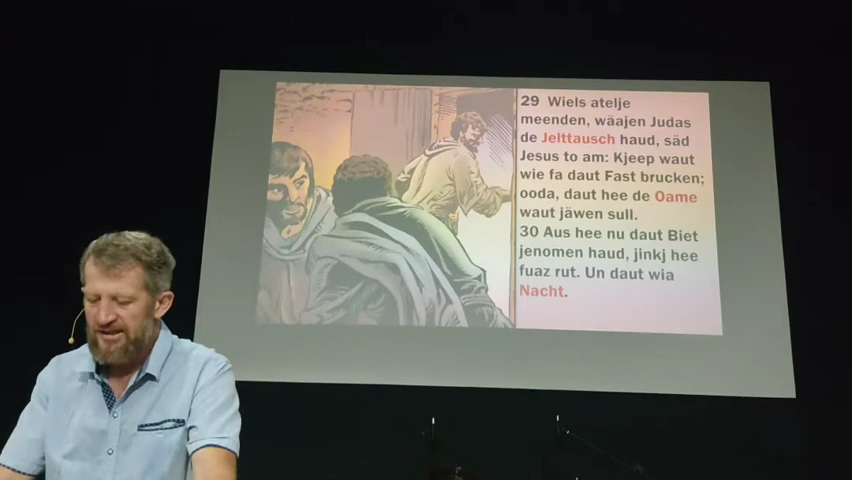 29 Wiels atelje
meenden, wäajen Judas
de Jelttausch haud, säd
Jesus to am: Kjeep waut
wie fa daut Fast brucken;
ooda, daut hee de Oame
waut jäwen sull.
30 Aus hee nu daut Biet
jenomen haud, jinkj hee
fuaz rut. Un daut wia
Nacht.